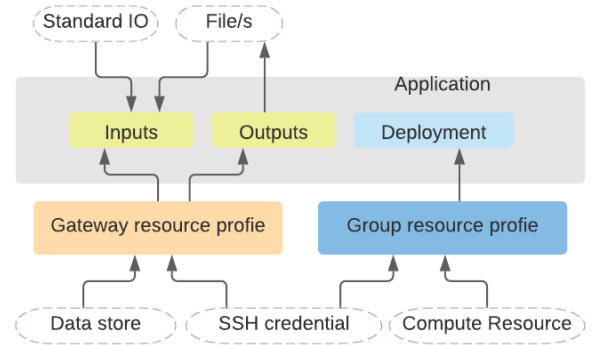 Standard IO
File/s
Application
Inputs
Outputs
Deployment
Gateway resource profie
Group resource profie
Data store
SSH credential
Compute Resource